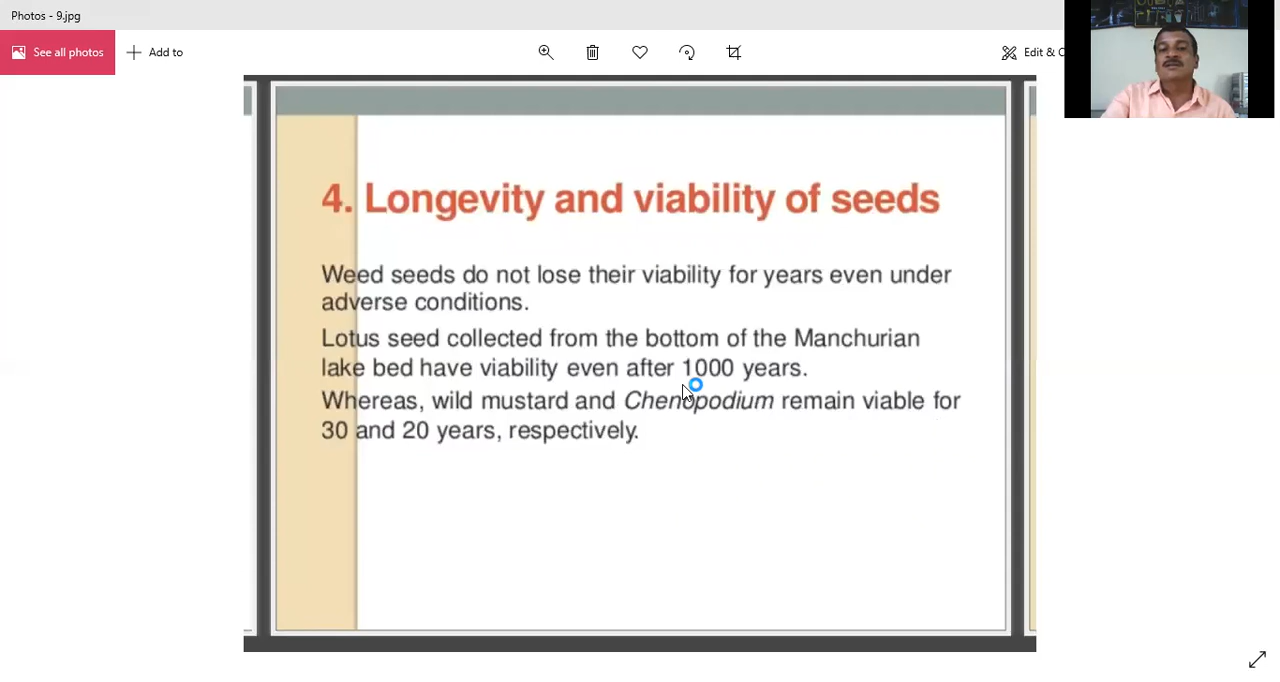 Photos - 9.jpg
See all photos
Add to
Edit & C
4. Longevity and viability of seeds
Weed seeds do not lose their viability for years even under
adverse conditions.
Lotus seed collected from the bottom of the Manchurian
lake bed have viability even after 1000 years.
Whereas, wild mustard and Chenopodium remain viable for
30 and 20 years, respectively.